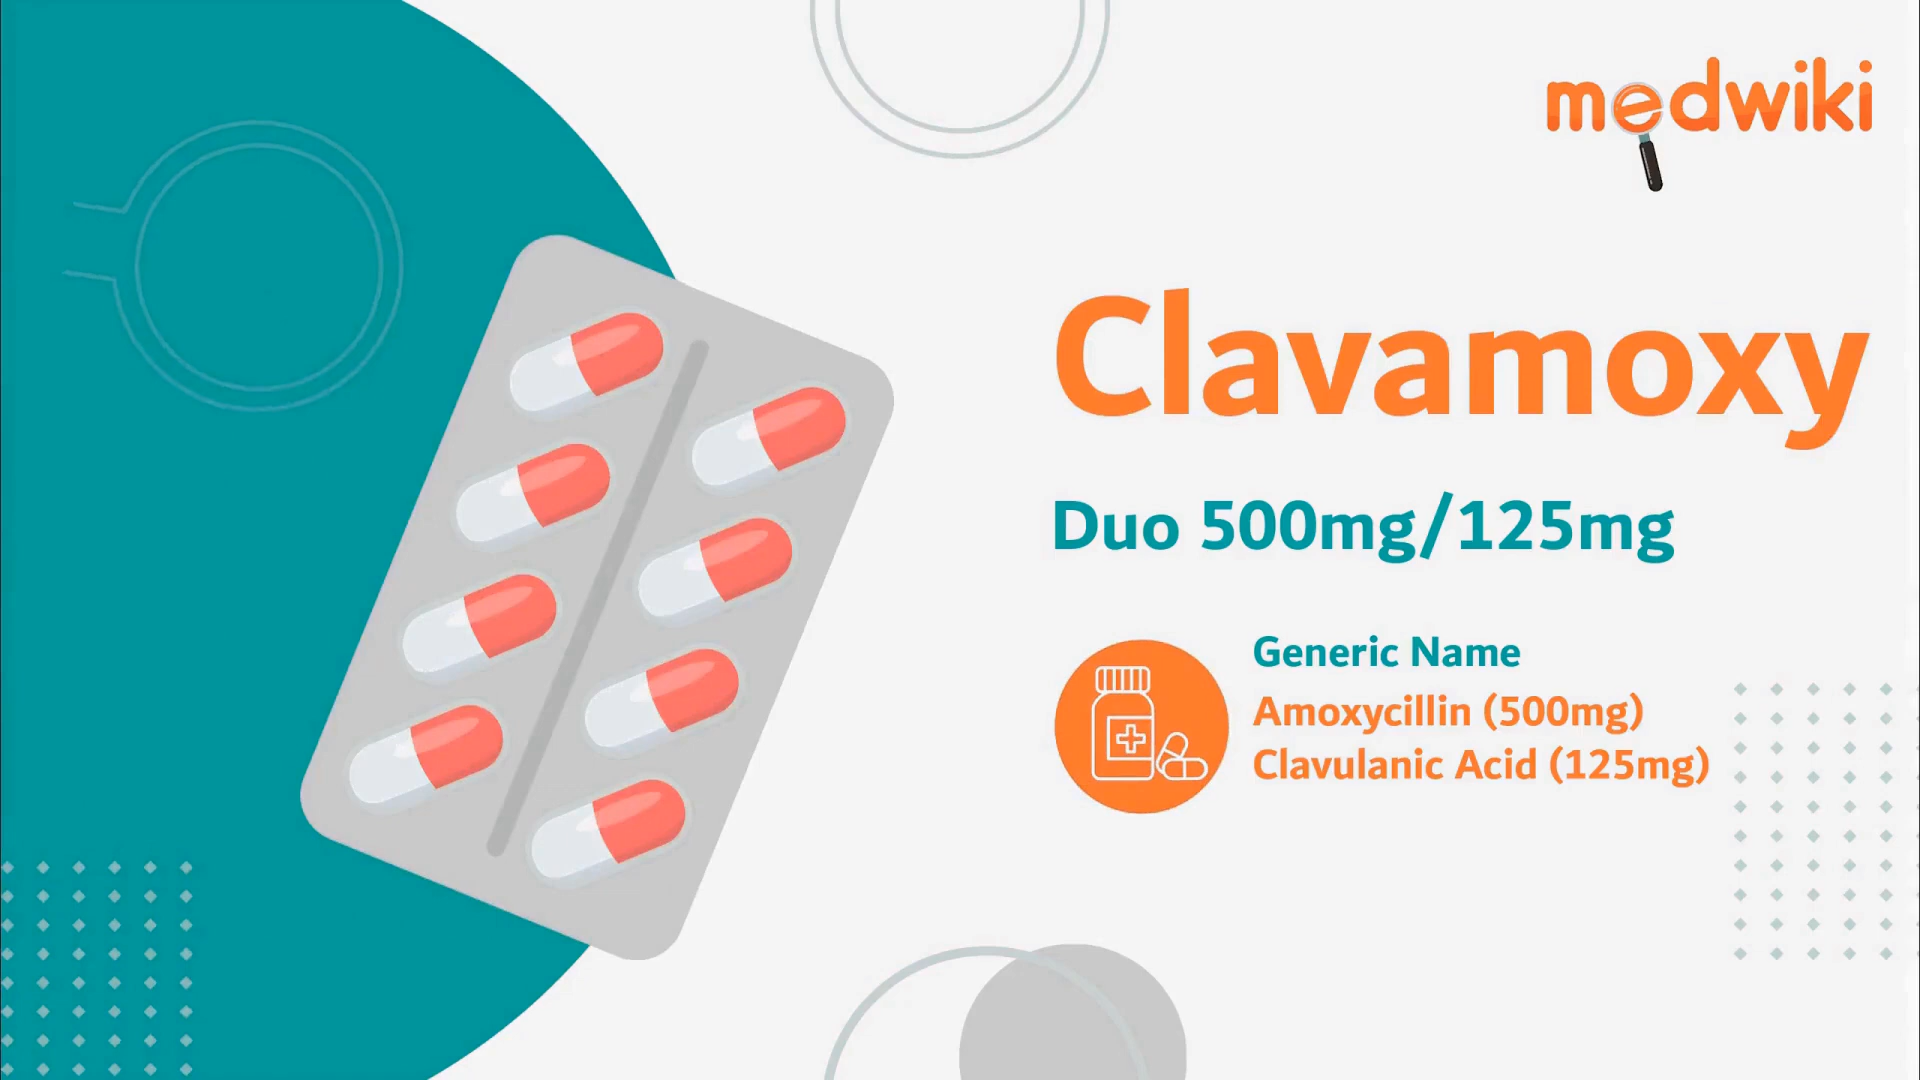 medwiki
Clavamoxy
Duo 500mg/125mg
Generic Name
Amoxycillin (500mg)
Clavulanic Acid (125mg)